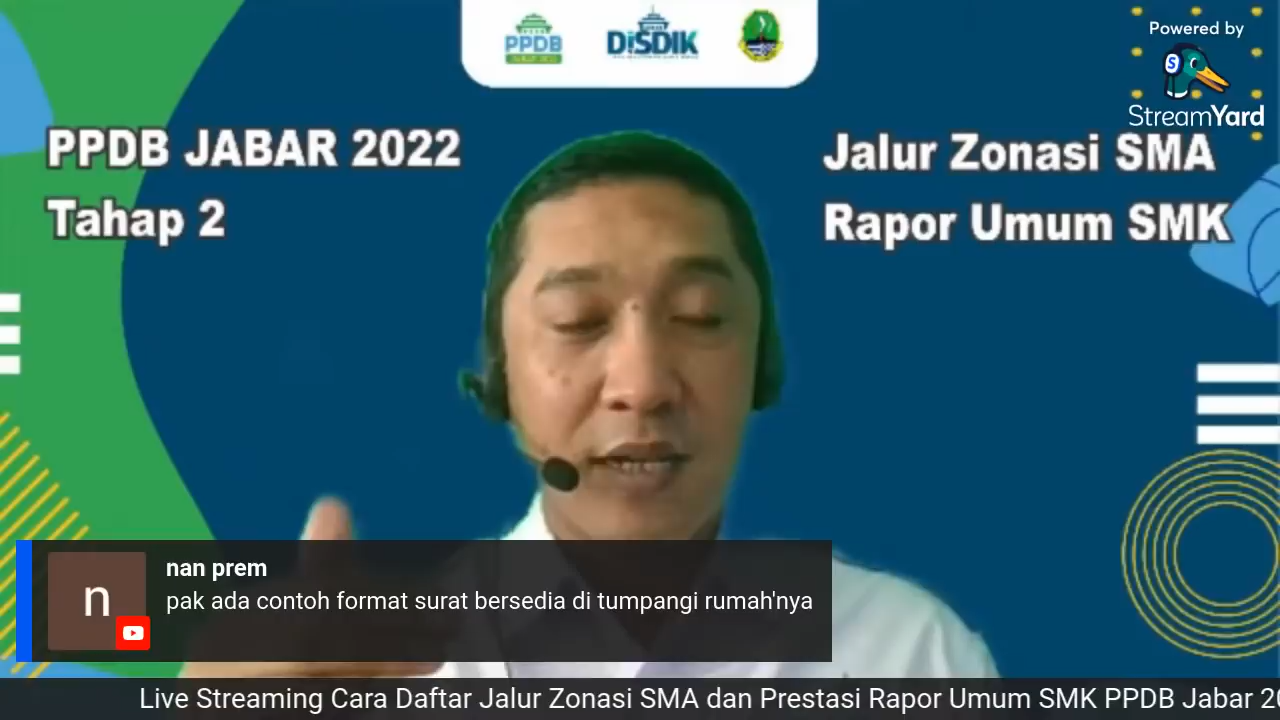 PPDB
DISDIK
Powered by
StreamYard
PPDB JABAR 2022
Tahap 2
Jalur Zonasi SMA
Rapor Umum SMK
n
nan prem
pak ada contoh format surat bersedia di tumpangi rumah'nya
Live Streaming Cara Daftar Jalur Zonasi SMA dan Prestasi Rapor Umum SMK PPDB Jabar 20